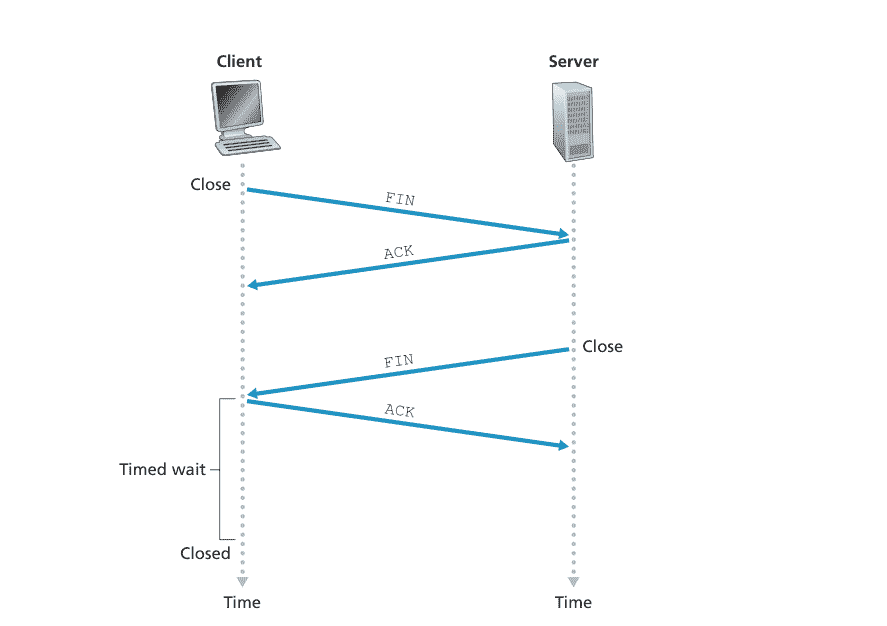 Client
Server
Close
FIN
ACK
Close
FIN
ACK
Timed wait
Closed
Time
Time